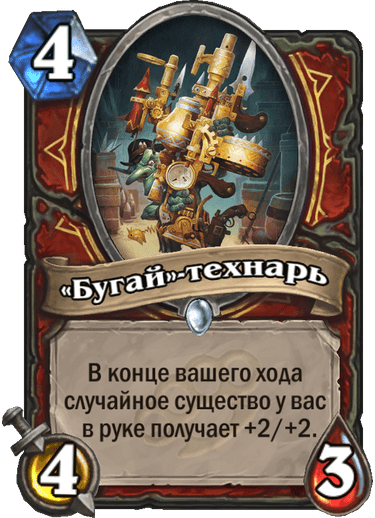 4
«Бугай»-технарь
В конце вашего хода
случайное существо у вас
в руке получает +2/+2.
4
3